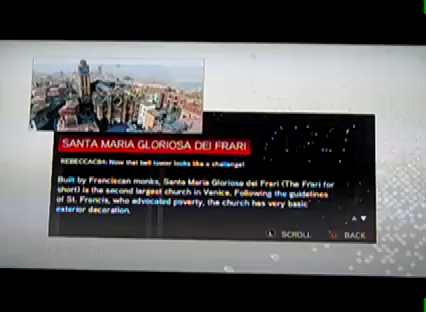 SANTA MARIA GLORIOSA DEI FRARI
REBECCAC84: Now that bell tower looks like a challenge!
Built by Franciscan monks, Santa Maria Gloriosa dei Frari (The Frari for
short) is the second largest church in Venice. Following the guidelines
of St. Francis, who advocated poverty, the church has very basic
exterior decoration.
L SCROLL BACK